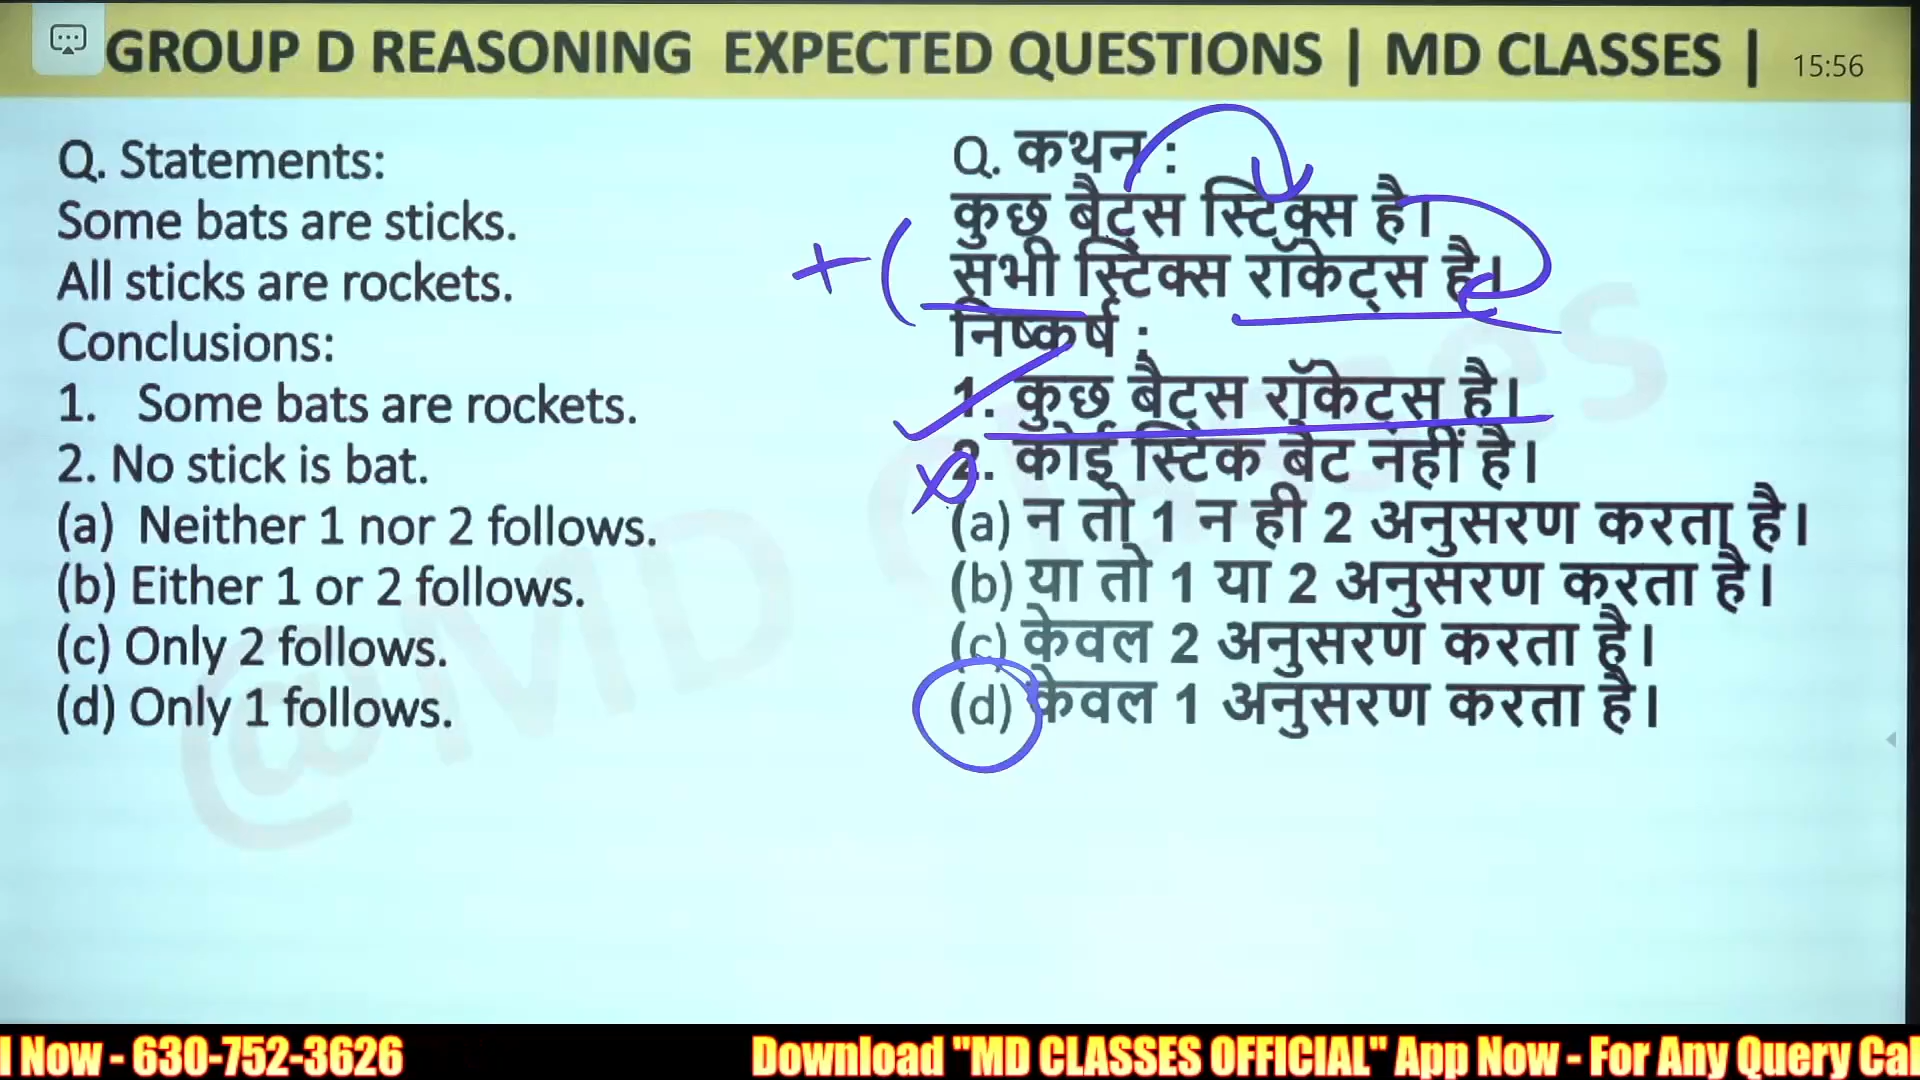 GROUP D REASONING EXPECTED QUESTIONS | MD CLASSES |
15:56
Q. Statements:
Some bats are sticks.
All sticks are rockets.
Conclusions:
1. Some bats are rockets.
2. No stick is bat.
(a) Neither 1 nor 2 follows.
(b) Either 1 or 2 follows.
(c) Only 2 follows.
(d) Only 1 follows.
Q. कथन :
कुछ बैट्स स्टिक्स है।
सभी स्टिक्स रॉकेट्स है।
निष्कर्ष :
1. कुछ बैट्स रॉकेट्स है।
2. कोई स्टिक बैट नहीं है।
(a) न तो 1 न ही 2 अनुसरण करता है।
(b) या तो 1 या 2 अनुसरण करता है।
(c) केवल 2 अनुसरण करता है।
(d) केवल 1 अनुसरण करता है।
@MD Classes
l Now - 630-752-3626 Download "MD CLASSES OFFICIAL" App Now - For Any Query Cal